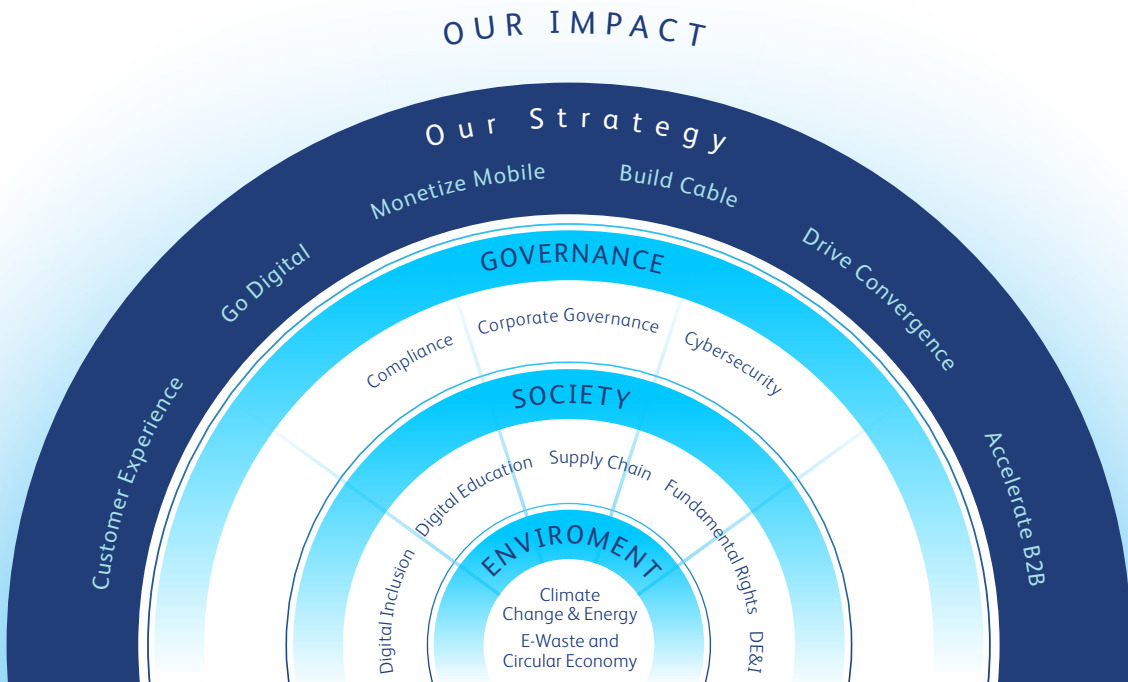 OUR IMPACT
Our Strategy
Customer Experience
Go Digital
Monetize Mobile
Build Cable
Drive Convergence
Accelerate B2B
GOVERNANCE
Compliance
Corporate Governance
Cybersecurity
SOCIETY
Digital Inclusion
Digital Education
Supply Chain
Fundamental Rights
DE&I
ENVIROMENT
Climate
Change & Energy
E-Waste and
Circular Economy